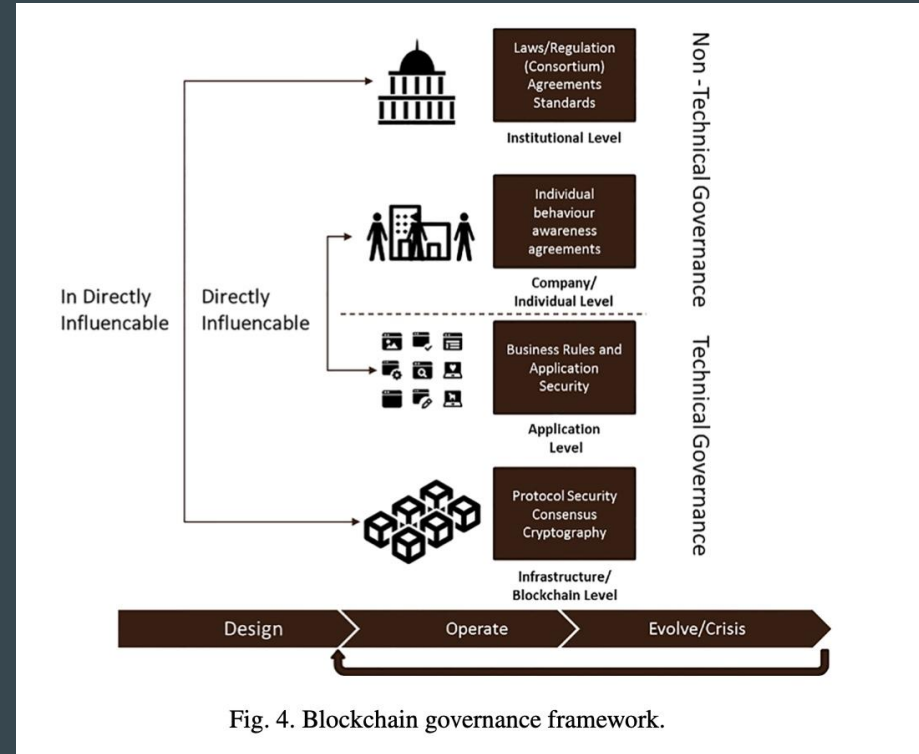 Laws/Regulation
(Consortium)
Agreements
Standards
Institutional Level
Non -Technical Governance
Individual
behaviour
awareness
agreements
Company/
Individual Level
In Directly
Influencable
Directly
Influencable
Business Rules and
Application
Security
Application
Level
Technical Governance
Protocol Security
Consensus
Cryptography
Infrastructure/
Blockchain Level
Design
Operate
Evolve/Crisis
Fig. 4. Blockchain governance framework.